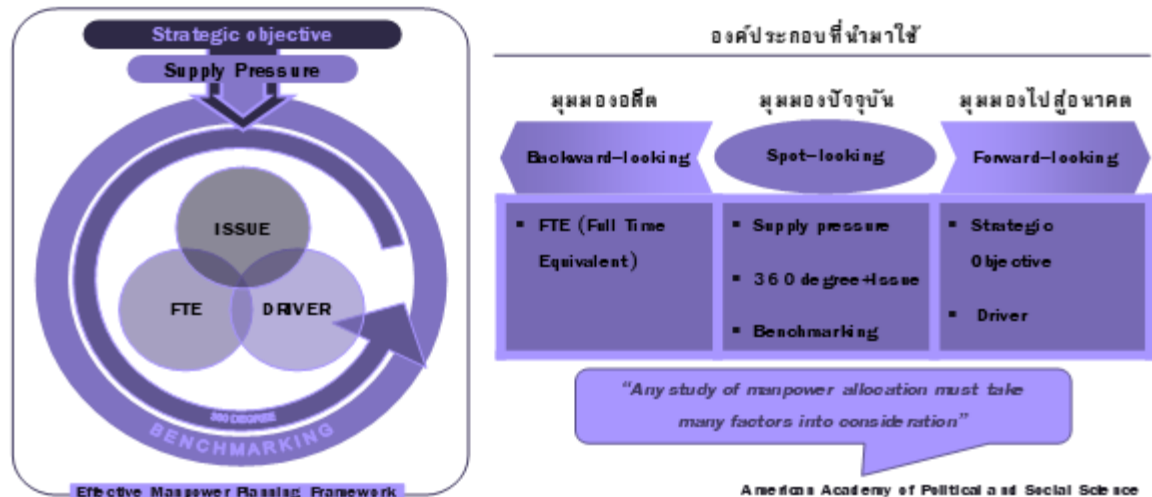 Strategic objective
Supply Pressure
ISSUE
FTE
DRIVER
360 DEGREE
BENCHMARKING
Effective Manpower Planning Framework
องค์ประกอบที่นำมาใช้
มุมมองอดีต
มุมมองปัจจุบัน
มุมมองไปสู่อนาคต
Backward-looking
Spot-looking
Forward-looking
▪ FTE (Full Time
Equivalent)
▪ Supply pressure
▪ 360 degree+Issue
▪ Benchmarking
▪ Strategic
Objective
▪ Driver
“Any study of manpower allocation must take
many factors into consideration”
American Academy of Political and Social Science